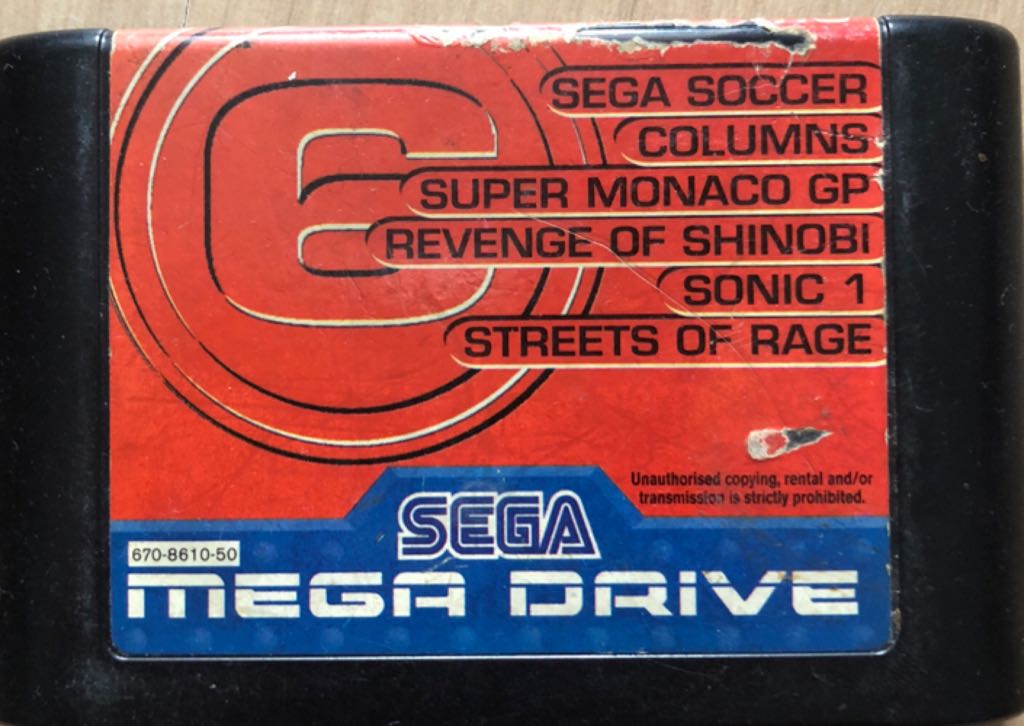 6
SEGA SOCCER
COLUMNS
SUPER MONACO GP
REVENGE OF SHINOBI
SONIC 1
STREETS OF RAGE
Unauthorised copying, rental and/or
transmission is strictly prohibited.
SEGA
670-8610-50
MEGA DRIVE